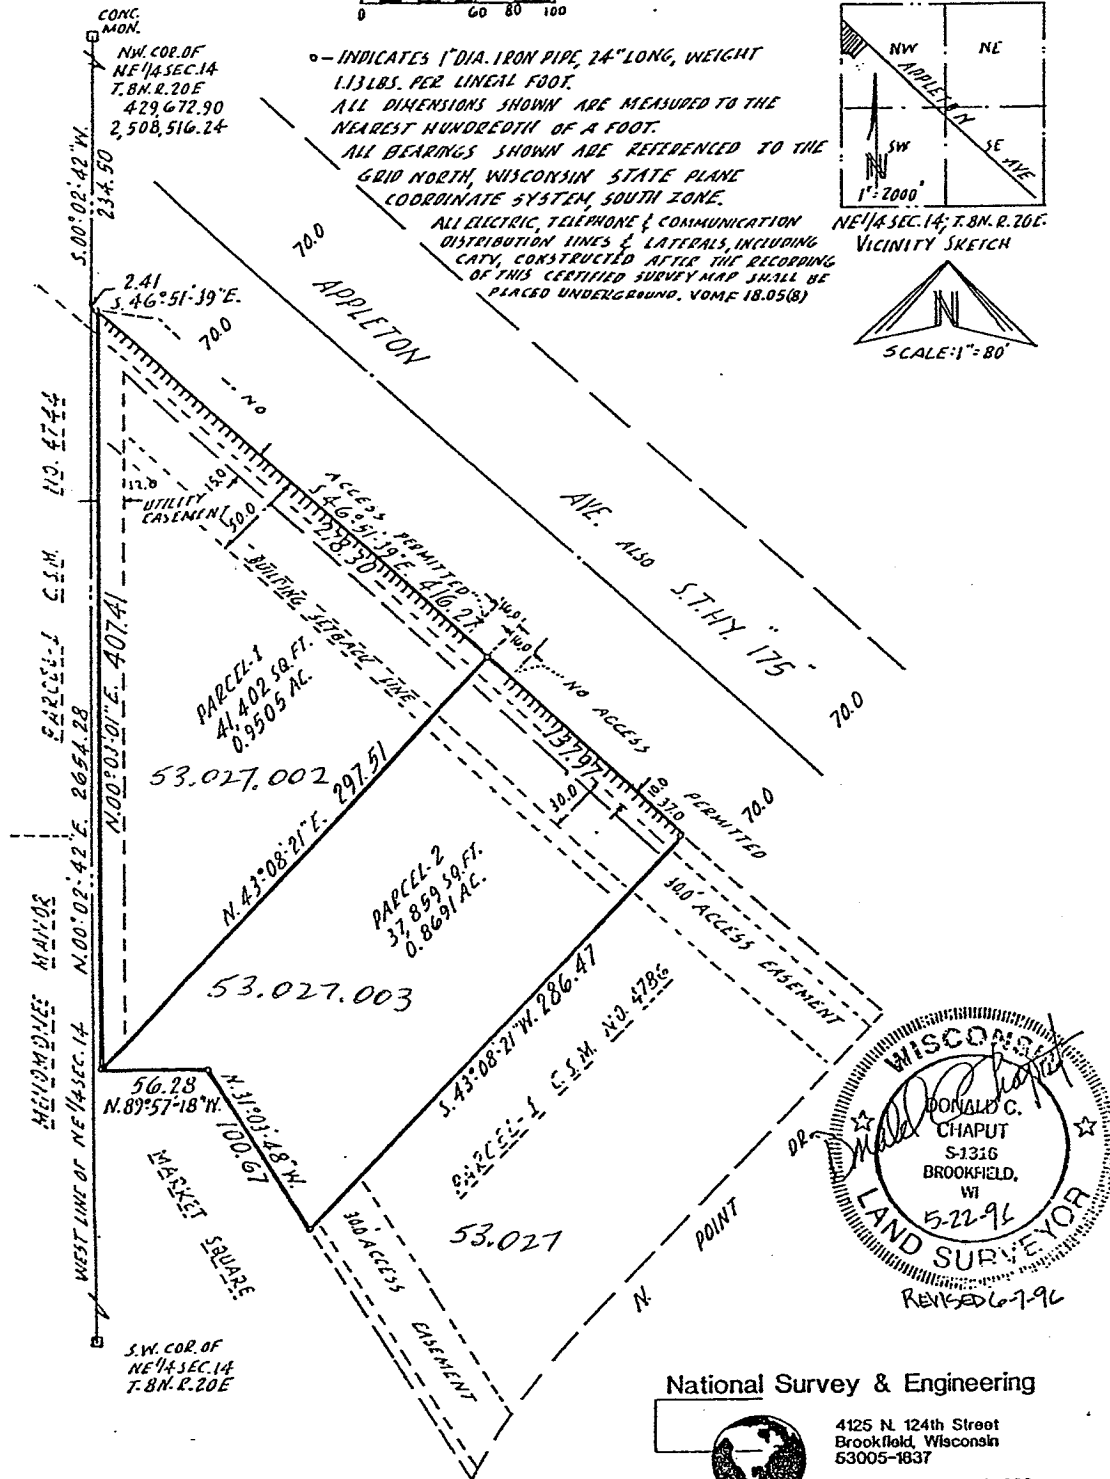 0 60 80 100
CONC.
MON.
NW. COR. OF
NE 1/4 SEC. 14
T. 8N. R. 20E
429,672.90
2,508,516.24
S.00°02'42"W.
234.50
o- INDICATES 1" DIA. IRON PIPE, 24" LONG, WEIGHT
1.13 LBS. PER LINEAL FOOT.
ALL DIMENSIONS SHOWN ARE MEASURED TO THE
NEAREST HUNDREDTH OF A FOOT.
ALL BEARINGS SHOWN ARE REFERENCED TO THE
GRID NORTH, WISCONSIN STATE PLANE
COORDINATE SYSTEM, SOUTH ZONE.
ALL ELECTRIC, TELEPHONE & COMMUNICATION
DISTRIBUTION LINES & LATERALS, INCLUDING
CATV, CONSTRUCTED AFTER THE RECORDING
OF THIS CERTIFIED SURVEY MAP SHALL BE
PLACED UNDERGROUND. VOMF 18.05(8)
NW NE
APPLETON
SW SE
AVE
N
1"=2000'
NE 1/4 SEC. 14; T. 8N. R. 20E.
VICINITY SKETCH
N
SCALE: 1"=80'
2.41
S.46°51'39"E.
70.0
70.0
APPLETON
AVE. ALSO S.T.HY. "175"
70.0
70.0
NO
ACCESS
PERMITTED
S.46°51'39"E. 416.27
278.30
16.0
16.0
NO ACCESS
PERMITTED
137.97
10.0
37.0
30.0
12.0
UTILITY
EASEMENT
15.0
50.0
BUILDING SETBACK LINE
PARCEL-1 C.S.M. NO. 4744
N.00°03'01"E. 407.41
PARCEL-1
41,402 SQ.FT.
0.9505 AC.
53.027.002
N.43°08'21"E. 297.51
PARCEL-2
37,859 SQ.FT.
0.8691 AC.
53.027.003
S.43°08'21"W. 286.47
30.0' ACCESS EASEMENT
PARCEL-1 C.S.M. NO. 4786
53.027
MENOMONEE MANOR
WEST LINE OF NE 1/4 SEC. 14 N.00°02'42"E. 2654.28
56.28
N.89°57'18"W.
N.31°03'48"W.
100.67
MARKET SQUARE
30.0 ACCESS EASEMENT
N. POINT DR.
S.W. COR. OF
NE 1/4 SEC. 14
T. 8N. R. 20E
WISCONSIN
Donald C. Chaput
DONALD C.
CHAPUT
S-1316
BROOKFIELD,
WI
5-22-96
LAND SURVEYOR
REVISED 6-7-96
National Survey & Engineering
4125 N. 124th Street
Brookfield, Wisconsin
53005-1837